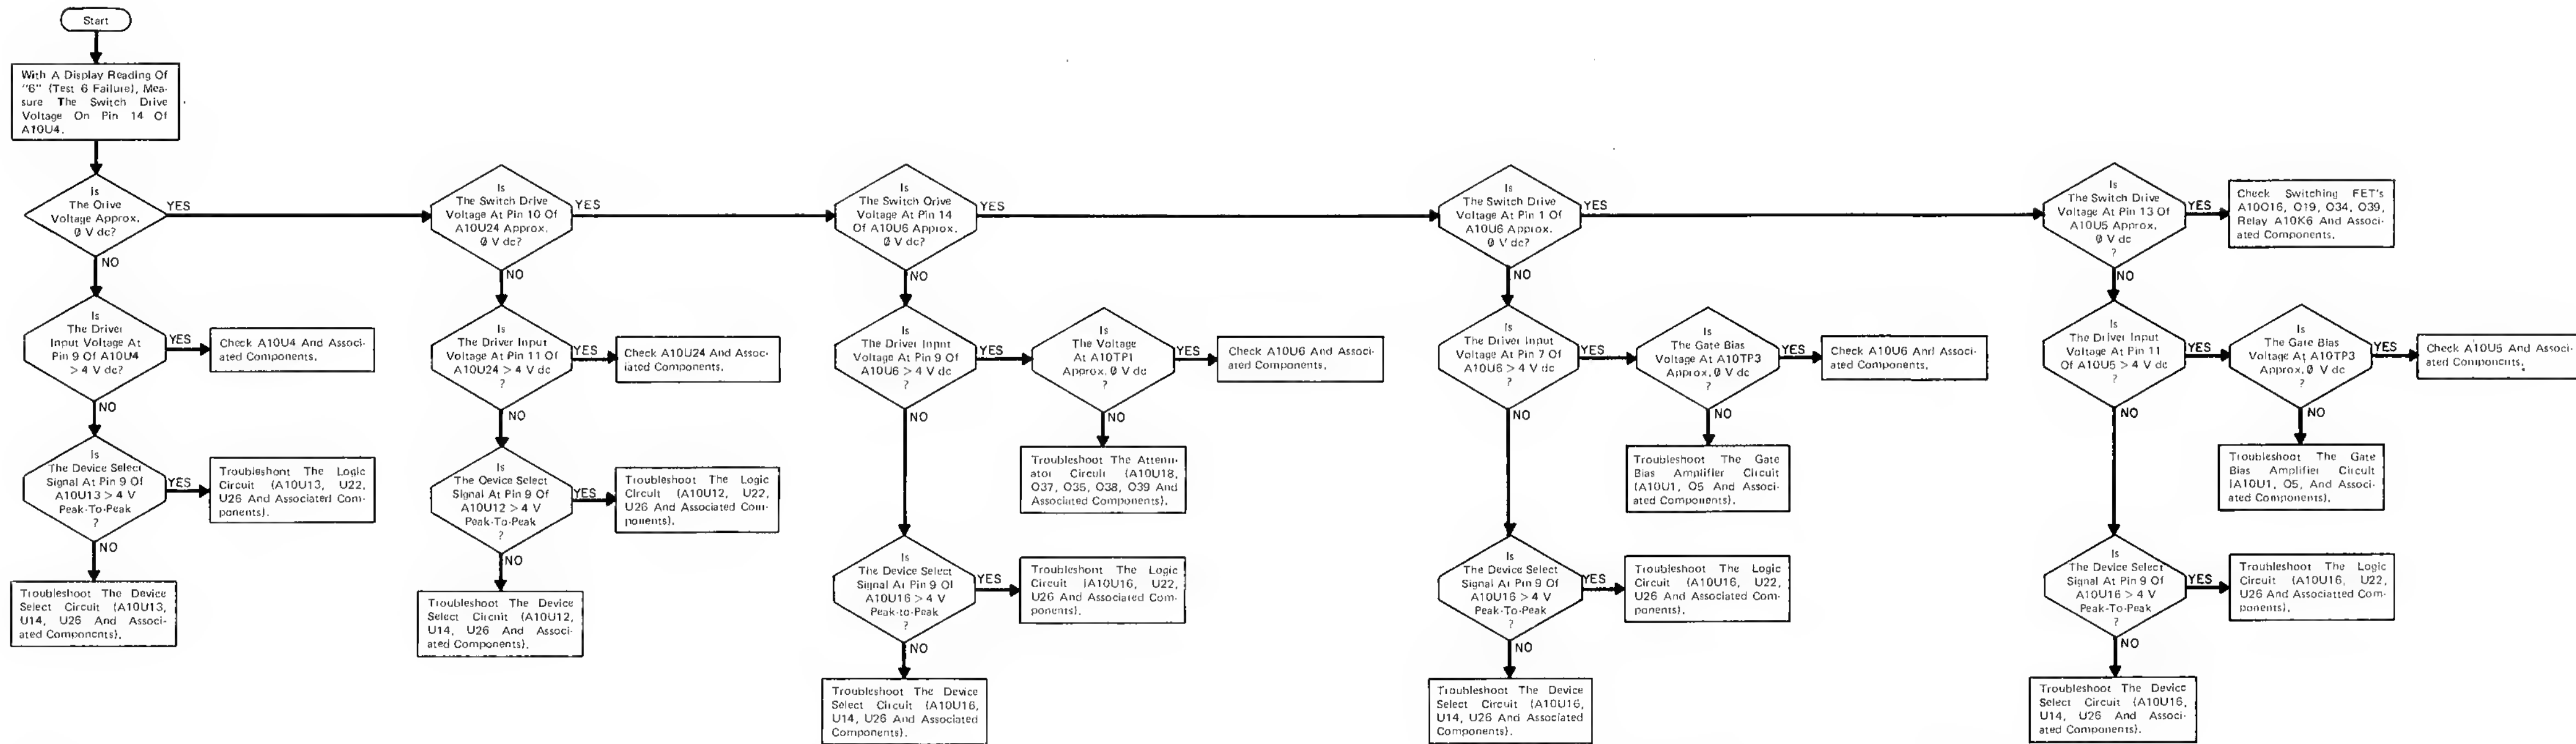 Start
With A Display Reading Of
"6" (Test 6 Failure), Mea-
sure The Switch Drive
Voltage On Pin 14 Of
A10U4.
Is
The Drive
Voltage Approx.
0 V dc?
YES
NO
Is
The Driver
Input Voltage At
Pin 9 Of A10U4
> 4 V dc?
YES
Check A10U4 And Associ-
ated Components.
NO
Is
The Device Select
Signal At Pin 9 Of
A10U13 > 4 V
Peak-To-Peak
?
YES
Troubleshoot The Logic
Circuit (A10U13, U22,
U26 And Associated Com-
ponents).
NO
Troubleshoot The Device
Select Circuit (A10U13,
U14, U26 And Associ-
ated Components).
Is
The Switch Drive
Voltage At Pin 10 Of
A10U24 Approx.
0 V dc?
YES
NO
Is
The Driver Input
Voltage At Pin 11 Of
A10U24 > 4 V dc
?
YES
Check A10U24 And Assoc-
iated Components.
NO
Is
The Device Select
Signal At Pin 9 Of
A10U12 > 4 V
Peak-To-Peak
?
YES
Troubleshoot The Logic
Circuit (A10U12, U22,
U26 And Associated Com-
ponents).
NO
Troubleshoot The Device
Select Circuit (A10U12,
U14, U26 And Associ-
ated Components).
Is
The Switch Drive
Voltage At Pin 14
Of A10U6 Approx.
0 V dc?
YES
NO
Is
The Driver Input
Voltage At Pin 9 Of
A10U6 > 4 V dc
?
YES
Is
The Voltage
At A10TP1
Approx. 0 V dc
?
YES
Check A10U6 And Associ-
ated Components.
NO
Troubleshoot The Attenu-
ator Circuit (A10U18,
Q37, Q35, Q38, Q39 And
Associated Components).
NO
Is
The Device Select
Signal At Pin 9 Of
A10U16 > 4 V
Peak-to-Peak
?
YES
Troubleshoot The Logic
Circuit (A10U16, U22,
U26 And Associated Com-
ponents).
NO
Troubleshoot The Device
Select Circuit (A10U16,
U14, U26 And Associated
Components).
Is
The Switch Drive
Voltage At Pin 1 Of
A10U6 Approx.
0 V dc?
YES
NO
Is
The Driver Input
Voltage At Pin 7 Of
A10U6 > 4 V dc
?
YES
Is
The Gate Bias
Voltage At A10TP3
Approx. 0 V dc
?
YES
Check A10U6 And Associ-
ated Components.
NO
Troubleshoot The Gate
Bias Amplifier Circuit
(A10U1, Q5 And Associ-
ated Components).
NO
Is
The Device Select
Signal At Pin 9 Of
A10U16 > 4 V
Peak-To-Peak
?
YES
Troubleshoot The Logic
Circuit (A10U16, U22,
U26 And Associated Com-
ponents).
NO
Troubleshoot The Device
Select Circuit (A10U16,
U14, U26 And Associated
Components).
Is
The Switch Drive
Voltage At Pin 13 Of
A10U5 Approx.
0 V dc
?
YES
Check Switching FET's
A10Q16, Q19, Q34, Q39,
Relay A10K6 And Associ-
ated Components.
NO
Is
The Driver Input
Voltage At Pin 11
Of A10U5 > 4 V dc
?
YES
Is
The Gate Bias
Voltage At A10TP3
Approx. 0 V dc
?
YES
Check A10U5 And Associ-
ated Components.
NO
Troubleshoot The Gate
Bias Amplifier Circuit
(A10U1, Q5, And Associ-
ated Components).
NO
Is
The Device Select
Signal At Pin 9 Of
A10U16 > 4 V
Peak-To-Peak
?
YES
Troubleshoot The Logic
Circuit (A10U16, U22,
U26 And Associatted Com-
ponents).
NO
Troubleshoot The Device
Select Circuit (A10U16,
U14, U26 And Associ-
ated Components).